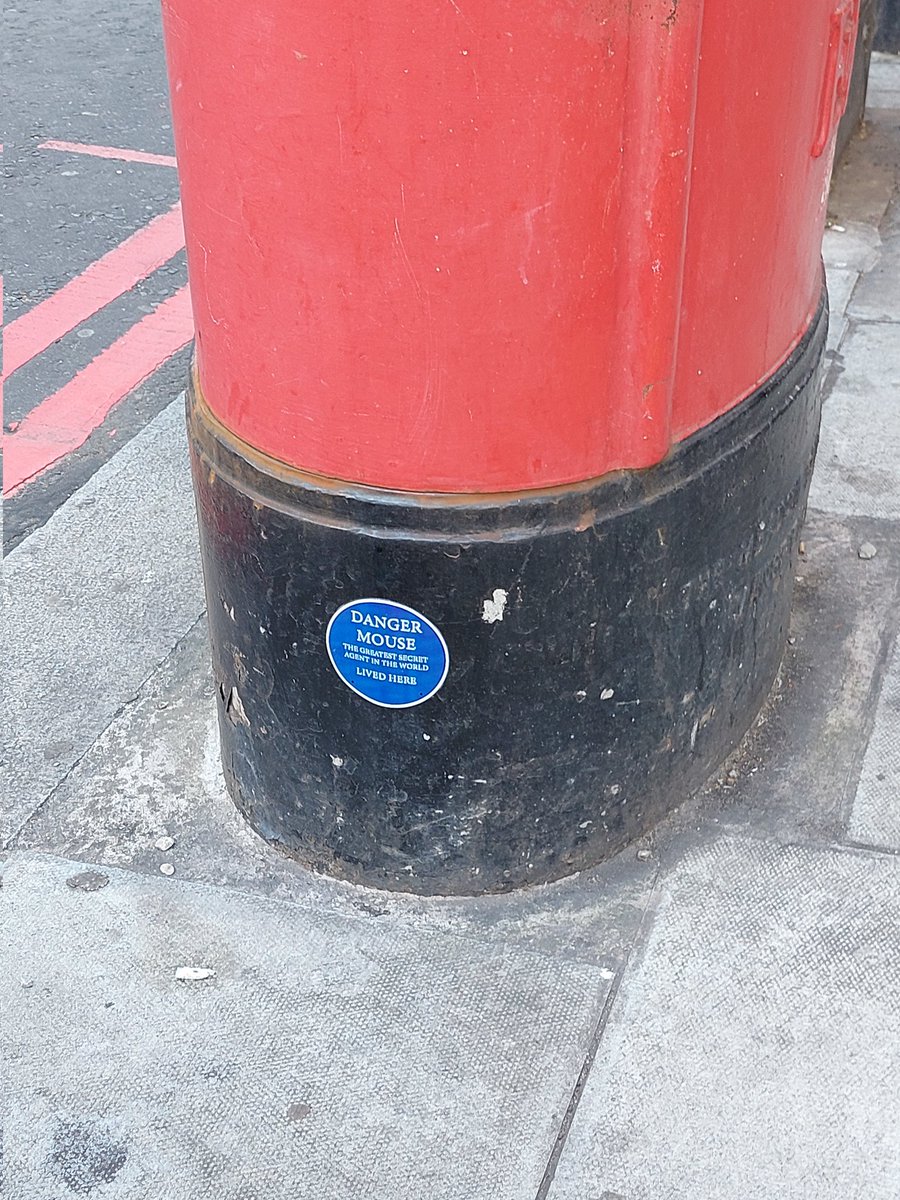 DANGER
MOUSE
THE GREATEST SECRET
AGENT IN THE WORLD
LIVED HERE